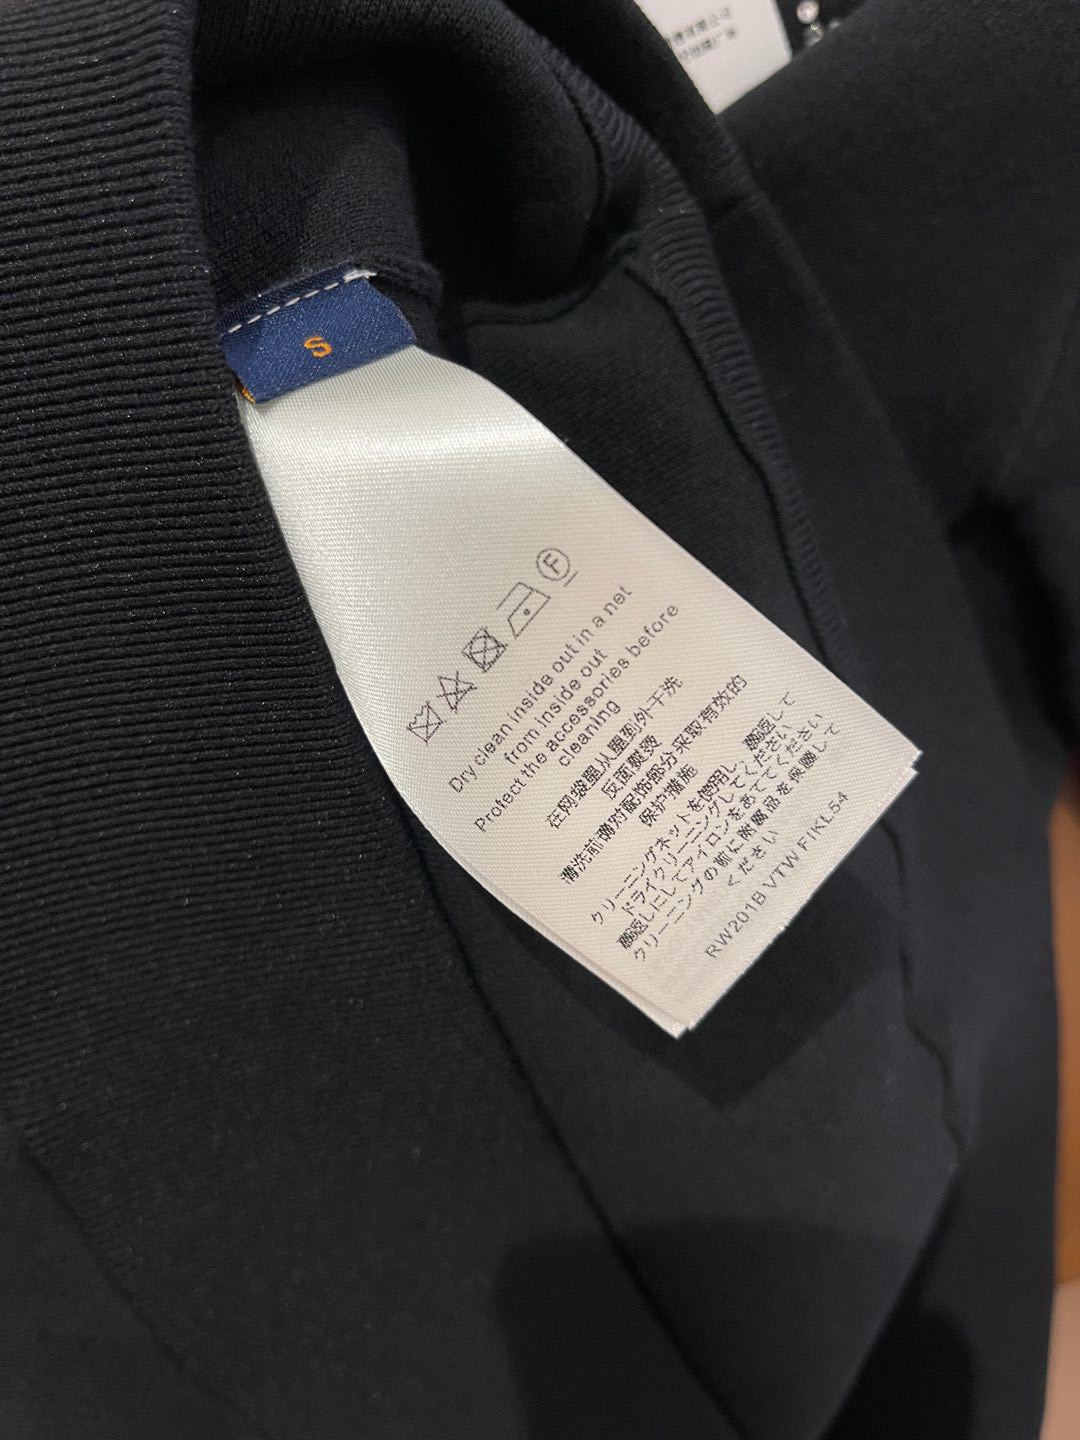 有限公司
S
F
Dry clean inside out in a net
from inside out
Protect the accessories before
cleaning
在网袋里从里到外干洗
反面熨烫
清洗前请对配饰部分采取有效的
保护措施
クリーニングネットを使用し、裏返して
ドライクリーニングしてください
裏返しにしてアイロンをあててください
クリーニングの前に附属品を保護して
ください
RW201B VTW FIKL54